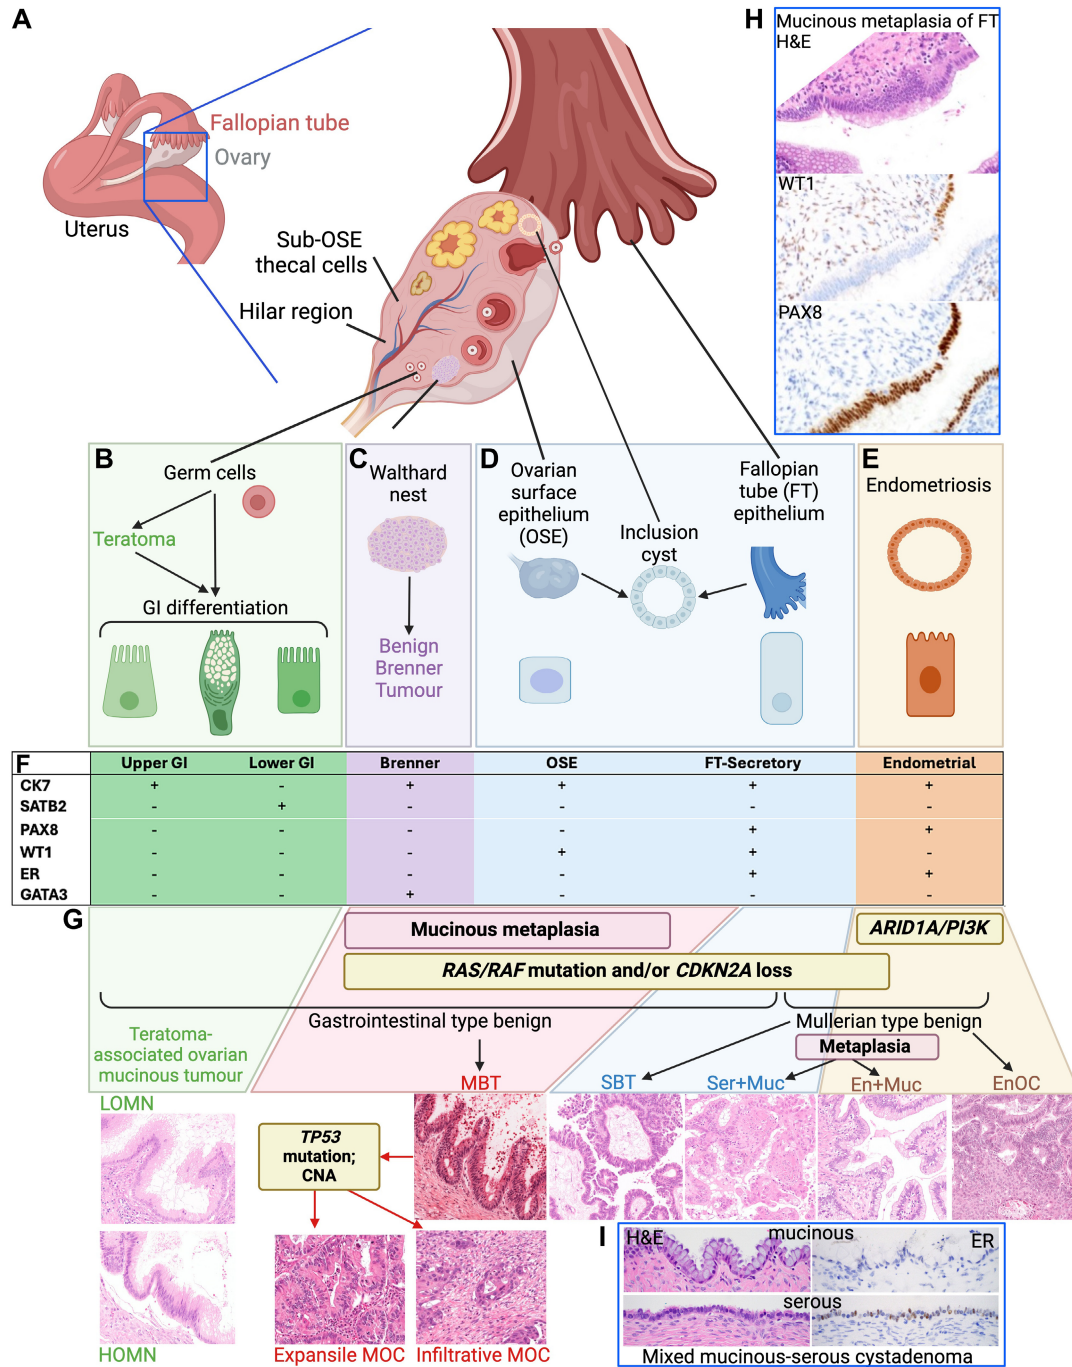 A
Fallopian tube
Ovary
Uterus
Sub-OSE
thecal cells
Hilar region
H
Mucinous metaplasia of FT
H&E
WT1
PAX8
B
Germ cells
Teratoma
GI differentiation
C
Walthard
nest
Benign
Brenner
Tumour
D
Ovarian
surface
epithelium
(OSE)
Inclusion
cyst
Fallopian
tube (FT)
epithelium
E
Endometriosis
F Upper GI Lower GI Brenner OSE FT-Secretory Endometrial
CK7 + - + + + +
SATB2 - + - - - -
PAX8 - - - - + +
WT1 - - - + + -
ER - - - - + +
GATA3 - - + - - -
G
Mucinous metaplasia
ARID1A/PI3K
RAS/RAF mutation and/or CDKN2A loss
Gastrointestinal type benign
Mullerian type benign
Teratoma-
associated ovarian
mucinous tumour
Metaplasia
MBT
SBT
Ser+Muc
En+Muc
EnOC
LOMN
TP53
mutation;
CNA
HOMN
Expansile MOC
Infiltrative MOC
I
H&E
mucinous
ER
serous
Mixed mucinous-serous cystadenoma